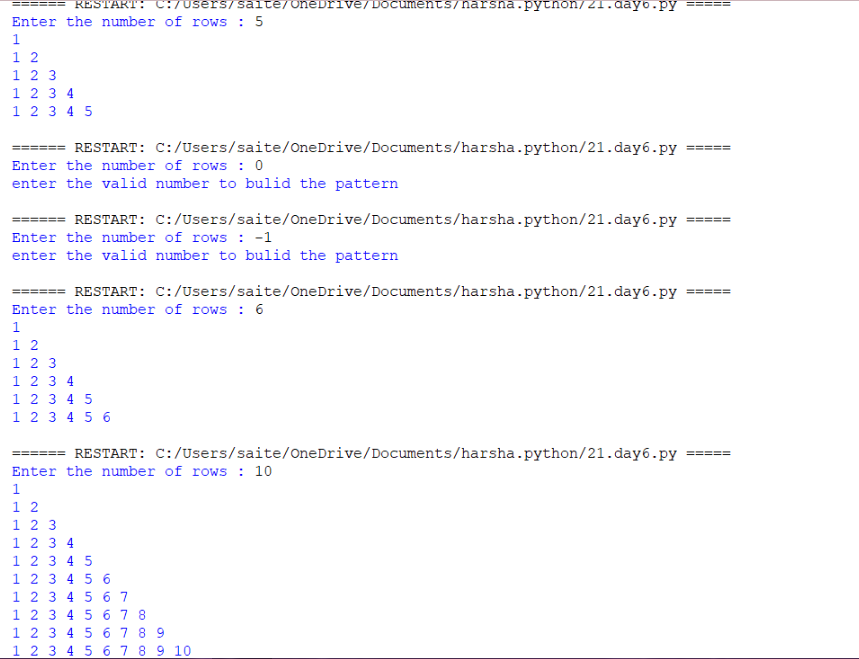 ====== RESTART: C:/Users/saite/OneDrive/Documents/harsha.python/21.day6.py =====
Enter the number of rows : 5
1
1 2
1 2 3
1 2 3 4
1 2 3 4 5
====== RESTART: C:/Users/saite/OneDrive/Documents/harsha.python/21.day6.py =====
Enter the number of rows : 0
enter the valid number to bulid the pattern
====== RESTART: C:/Users/saite/OneDrive/Documents/harsha.python/21.day6.py =====
Enter the number of rows : -1
enter the valid number to bulid the pattern
====== RESTART: C:/Users/saite/OneDrive/Documents/harsha.python/21.day6.py =====
Enter the number of rows : 6
1
1 2
1 2 3
1 2 3 4
1 2 3 4 5
1 2 3 4 5 6
====== RESTART: C:/Users/saite/OneDrive/Documents/harsha.python/21.day6.py =====
Enter the number of rows : 10
1
1 2
1 2 3
1 2 3 4
1 2 3 4 5
1 2 3 4 5 6
1 2 3 4 5 6 7
1 2 3 4 5 6 7 8
1 2 3 4 5 6 7 8 9
1 2 3 4 5 6 7 8 9 10